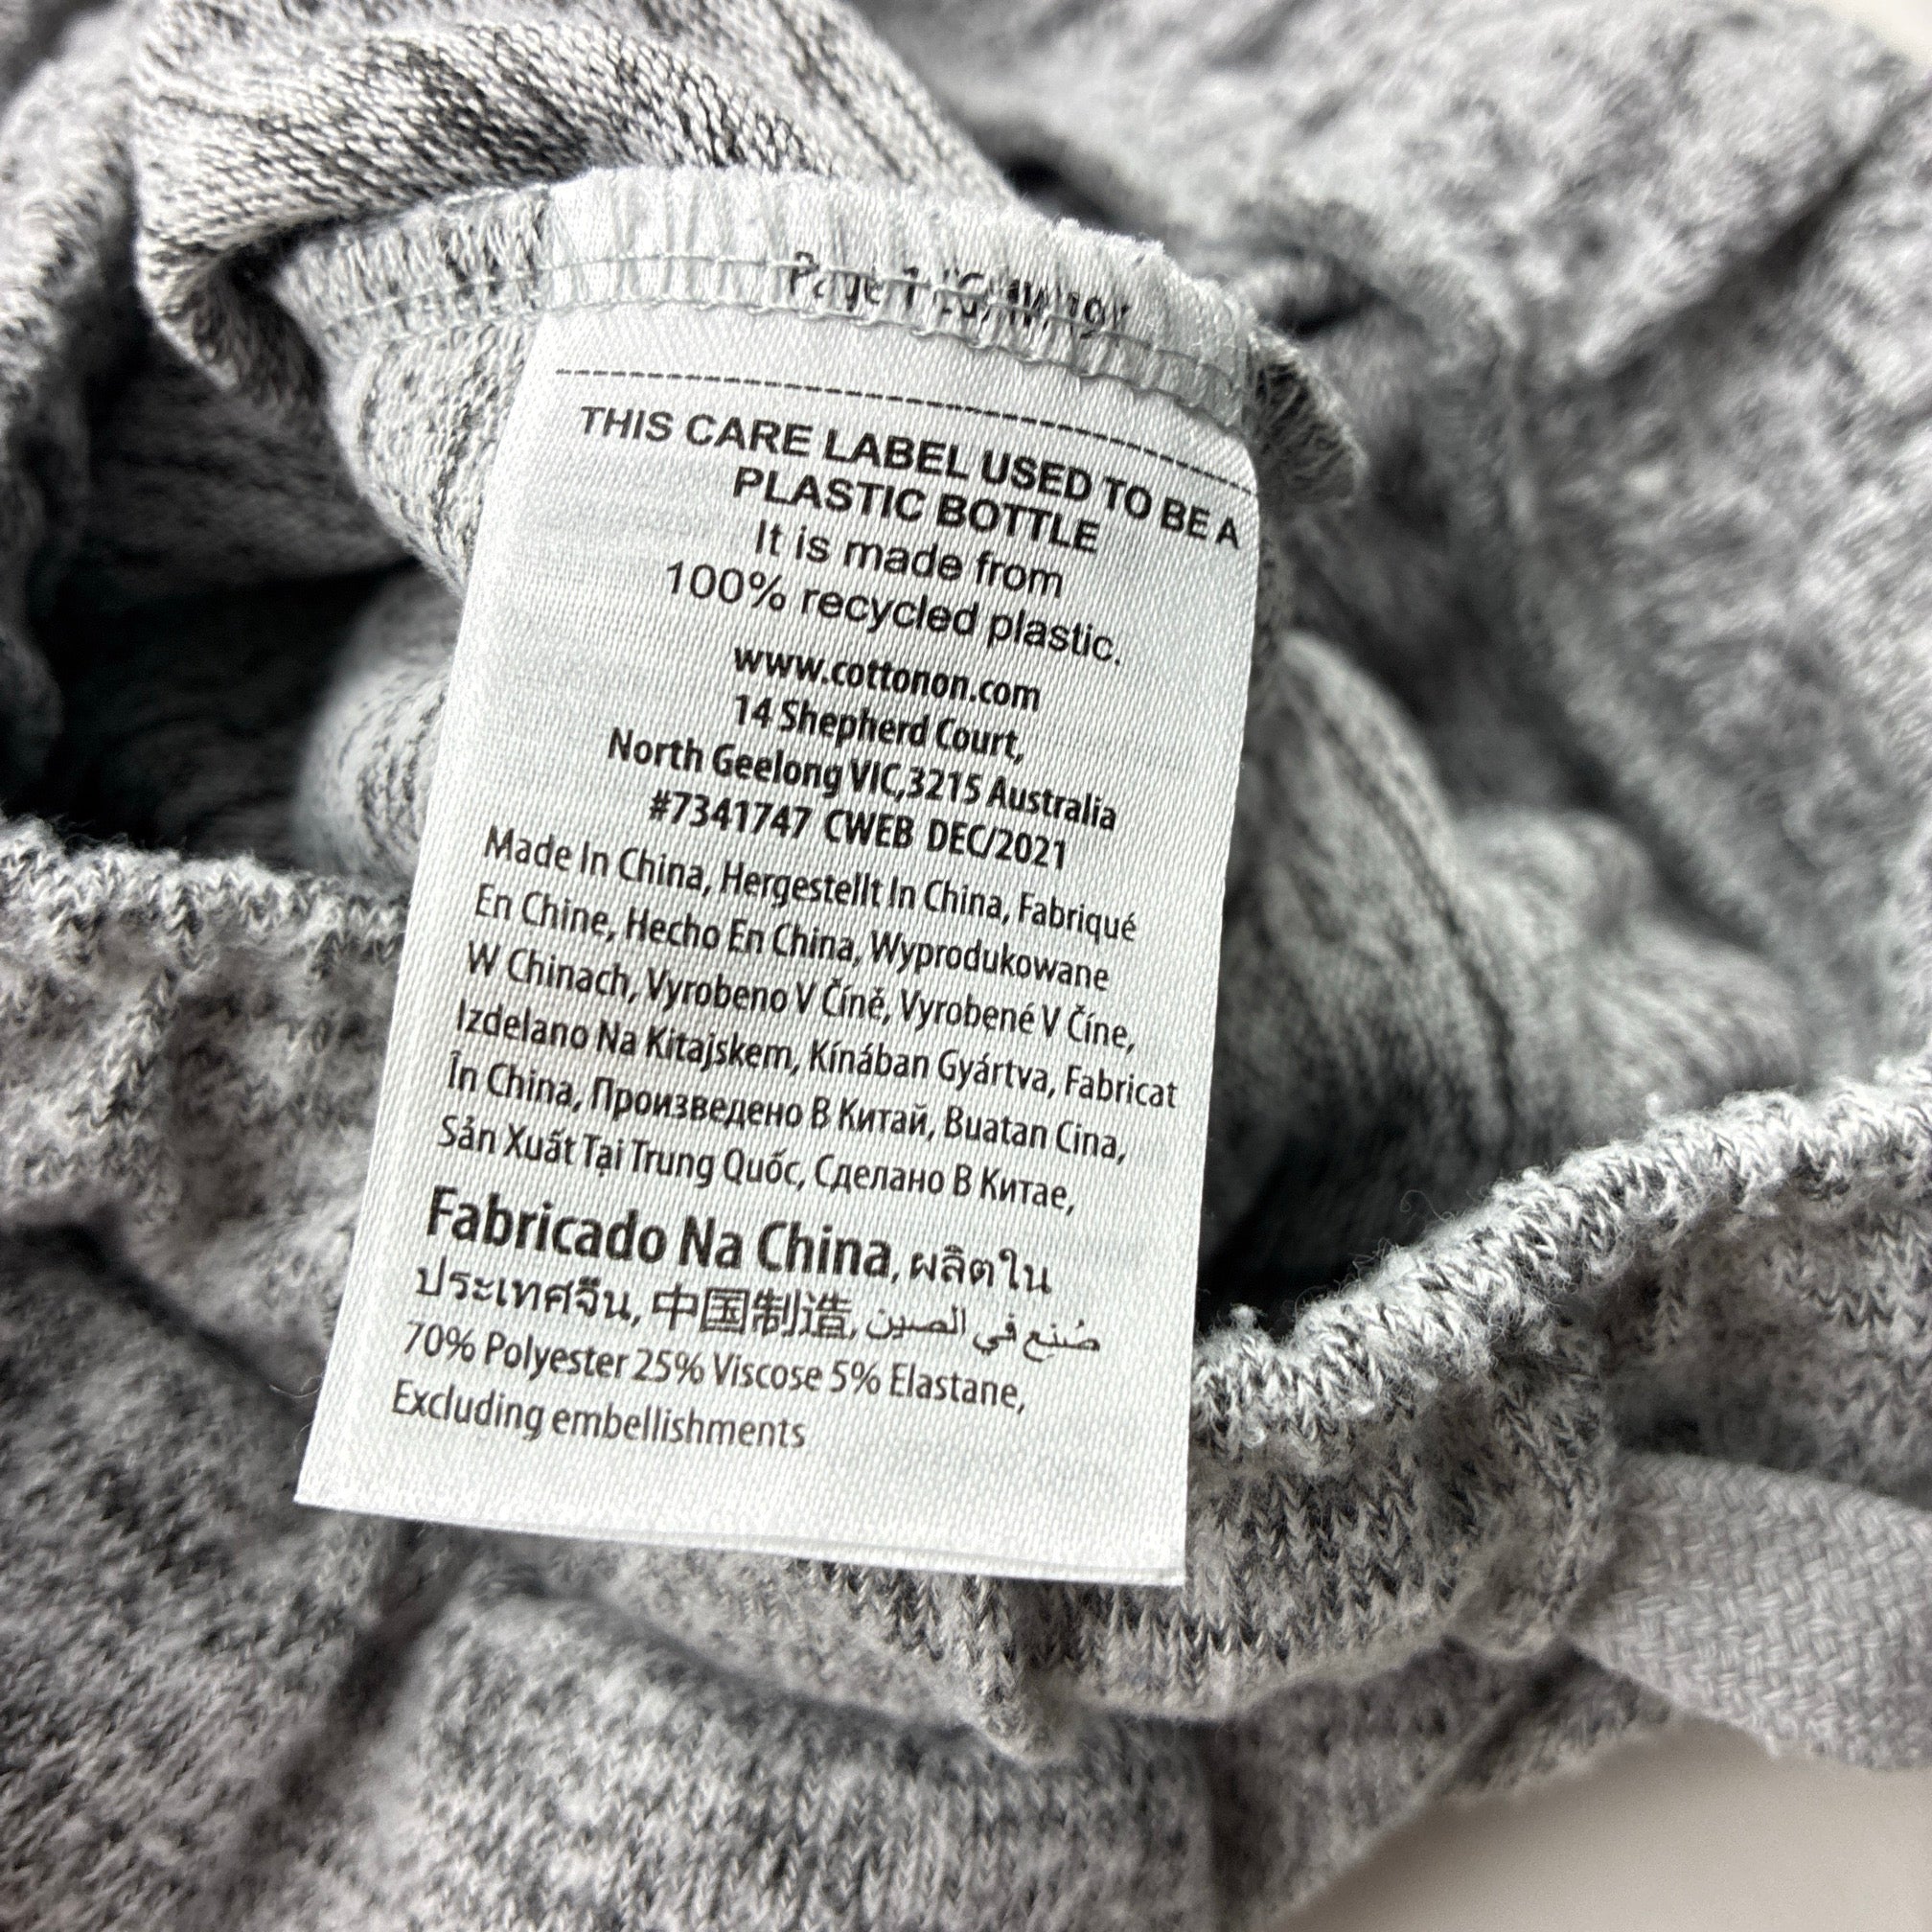 THIS CARE LABEL USED TO BE A
PLASTIC BOTTLE
It is made from
100% recycled plastic.
www.cottonon.com
14 Shepherd Court,
North Geelong VIC,3215 Australia
#7341747 CWEB DEC/2021
Made In China, Hergestellt In China, Fabriqué
En Chine, Hecho En China, Wyprodukowane
W Chinach, Vyrobeno V Číně, Vyrobené V Číne,
Izdelano Na Kitajskem, Kínában Gyártva, Fabricat
În China, Произведено В Китай, Buatan Cina,
Sản Xuất Tại Trung Quốc, Сделано В Китае,
Fabricado Na China, ผลิตใน
ประเทศจีน, 中国制造, صُنِع في الصين
70% Polyester 25% Viscose 5% Elastane,
Excluding embellishments